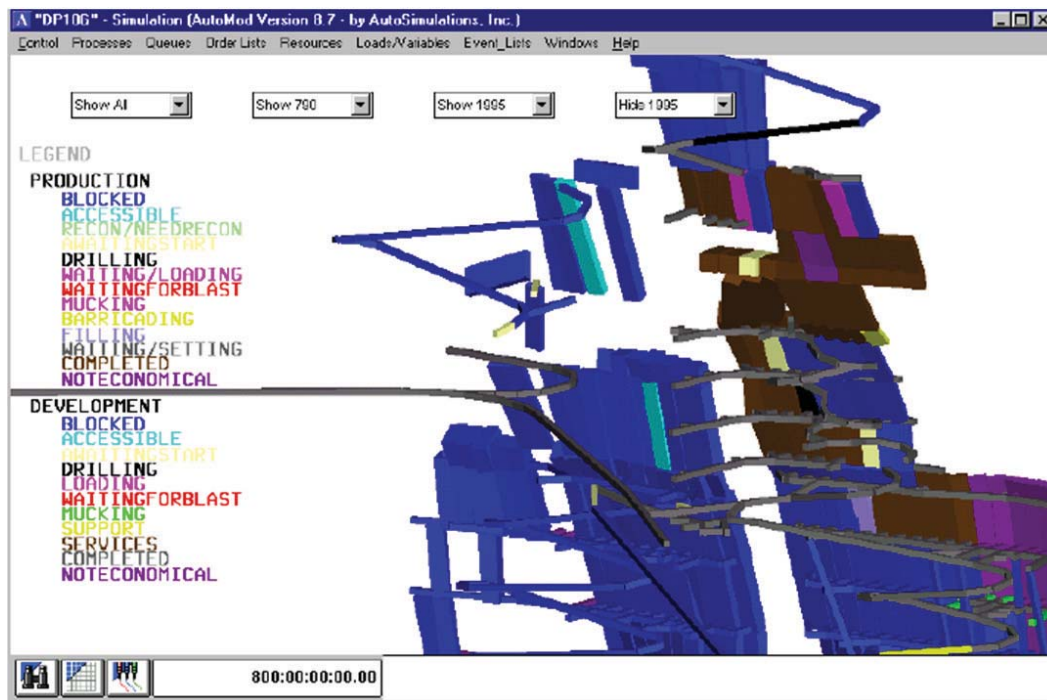 "DP10G" - Simulation (AutoMod Version 8.7 - by AutoSimulations, Inc.)
Control Processes Queues Order Lists Resources Loads/Variables Event_Lists Windows Help
Show All Show 790 Show 1995 Hide 1995
LEGEND
PRODUCTION
BLOCKED
ACCESSIBLE
RECON/NEEDRECON
AWAITINGSTART
DRILLING
WAITING/LOADING
WAITINGFORBLAST
MUCKING
BARRICADING
FILLING
WAITING/SETTING
COMPLETED
NOTECONOMICAL
DEVELOPMENT
BLOCKED
ACCESSIBLE
AWAITINGSTART
DRILLING
LOADING
WAITINGFORBLAST
MUCKING
SUPPORT
SERVICES
COMPLETED
NOTECONOMICAL
800:00:00:00.00